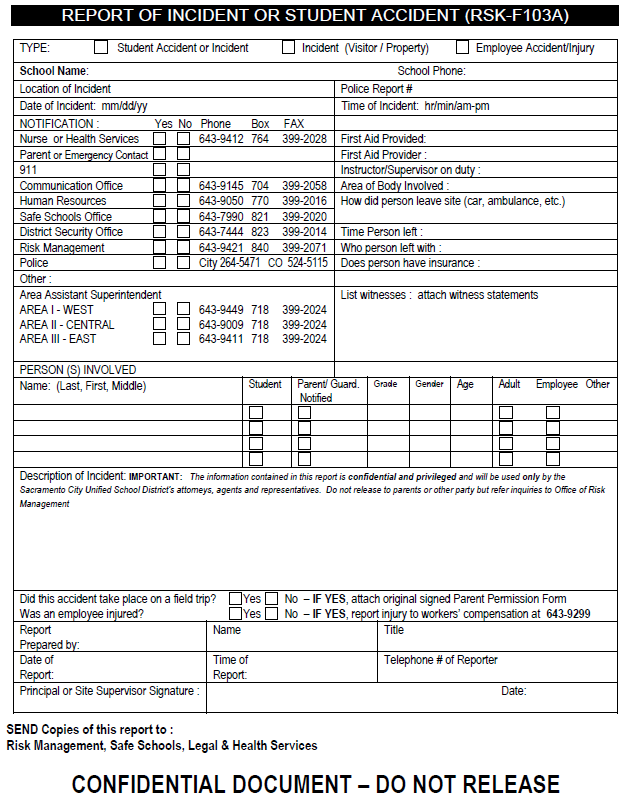 REPORT OF INCIDENT OR STUDENT ACCIDENT (RSK-F103A)
TYPE: Student Accident or Incident Incident (Visitor / Property) Employee Accident/Injury
School Name: School Phone:
Location of Incident Police Report #
Date of Incident: mm/dd/yy Time of Incident: hr/min/am-pm
NOTIFICATION : Yes No Phone Box FAX
Nurse or Health Services 643-9412 764 399-2028 First Aid Provided:
Parent or Emergency Contact First Aid Provider :
911 Instructor/Supervisor on duty :
Communication Office 643-9145 704 399-2058 Area of Body Involved :
Human Resources 643-9050 770 399-2016 How did person leave site (car, ambulance, etc.)
Safe Schools Office 643-7990 821 399-2020
District Security Office 643-7444 823 399-2014 Time Person left :
Risk Management 643-9421 840 399-2071 Who person left with :
Police City 264-5471 CO 524-5115 Does person have insurance :
Other :
Area Assistant Superintendent List witnesses : attach witness statements
AREA I - WEST 643-9449 718 399-2024
AREA II - CENTRAL 643-9009 718 399-2024
AREA III - EAST 643-9411 718 399-2024
PERSON (S) INVOLVED
Name: (Last, First, Middle) Student Parent/ Guard. Grade Gender Age Adult Employee Other
Notified
Description of Incident: IMPORTANT: The information contained in this report is confidential and privileged and will be used only by the
Sacramento City Unified School District's attorneys, agents and representatives. Do not release to parents or other party but refer inquiries to Office of Risk
Management
Did this accident take place on a field trip? Yes No – IF YES, attach original signed Parent Permission Form
Was an employee injured? Yes No – IF YES, report injury to workers' compensation at 643-9299
Report Name Title
Prepared by:
Date of Time of Telephone # of Reporter
Report: Report:
Principal or Site Supervisor Signature : Date:
SEND Copies of this report to :
Risk Management, Safe Schools, Legal & Health Services
CONFIDENTIAL DOCUMENT – DO NOT RELEASE